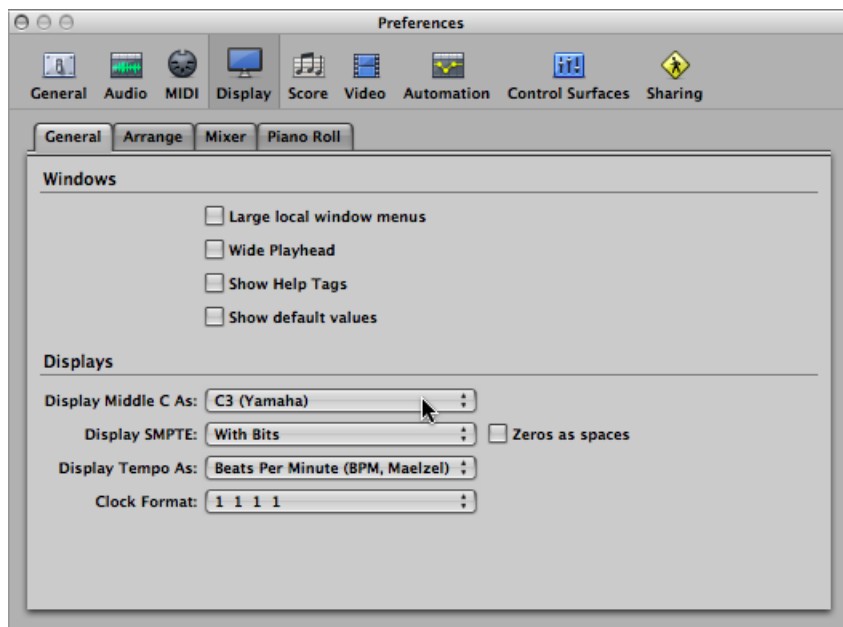 Preferences
General Audio MIDI Display Score Video Automation Control Surfaces Sharing
General Arrange Mixer Piano Roll
Windows
Large local window menus
Wide Playhead
Show Help Tags
Show default values
Displays
Display Middle C As: C3 (Yamaha)
Display SMPTE: With Bits Zeros as spaces
Display Tempo As: Beats Per Minute (BPM, Maelzel)
Clock Format: 1 1 1 1